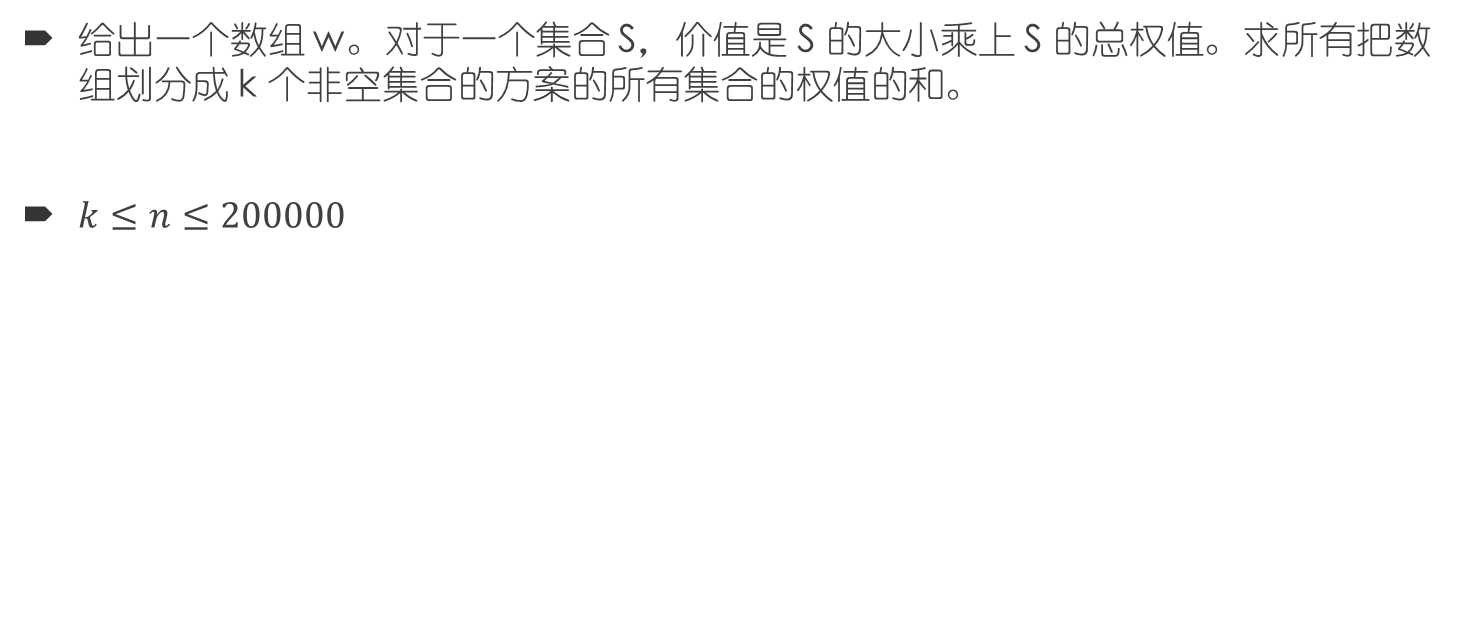 给出一个数组 w。对于一个集合 S，价值是 S 的大小乘上 S 的总权值。求所有把数
组划分成 k 个非空集合的方案的所有集合的权值的和。
k ≤ n ≤ 200000